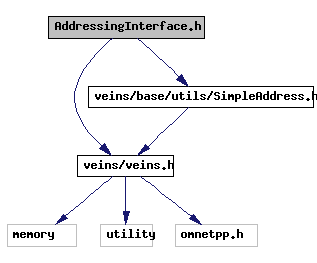 AddressingInterface.h
veins/base/utils/SimpleAddress.h
veins/veins.h
memory
utility
omnetpp.h